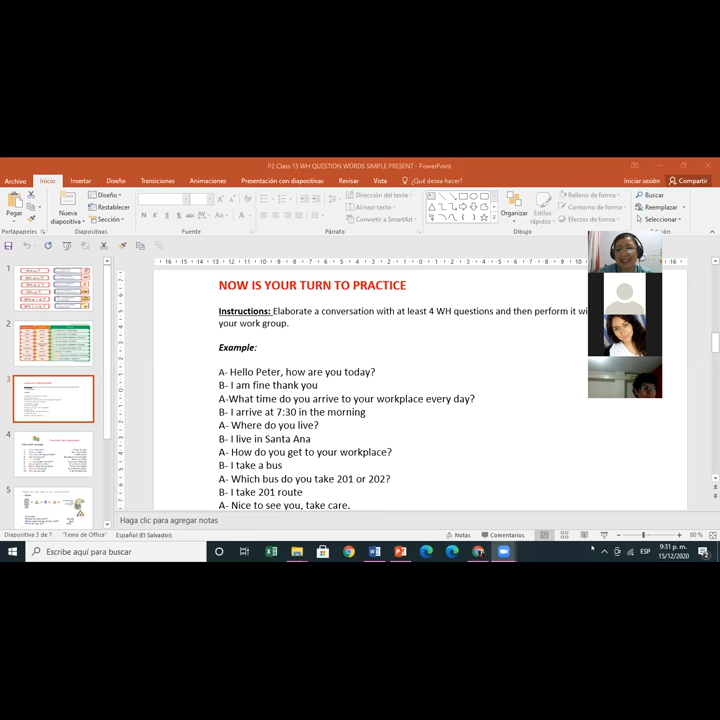 P2 Class 15 WH QUESTION WORDS SIMPLE PRESENT - PowerPoint
Archivo Inicio Insertar Diseño Transiciones Animaciones Presentación con diapositivas Revisar Vista ¿Qué desea hacer? Iniciar sesión Compartir
Pegar
Nueva diapositiva
Diseño
Restablecer
Sección
N K S abc AV Aa A
Dirección del texto
Alinear texto
Convertir a SmartArt
Organizar
Estilos rápidos
Relleno de forma
Contorno de forma
Efectos de forma
Buscar
Reemplazar
Seleccionar
Portapapeles Diapositivas Fuente Párrafo Dibujo
1
2
3
4
5
NOW IS YOUR TURN TO PRACTICE
Instructions: Elaborate a conversation with at least 4 WH questions and then perform it wi
your work group.
Example:
A- Hello Peter, how are you today?
B- I am fine thank you
A-What time do you arrive to your workplace every day?
B- I arrive at 7:30 in the morning
A- Where do you live?
B- I live in Santa Ana
A- How do you get to your workplace?
B- I take a bus
A- Which bus do you take 201 or 202?
B- I take 201 route
A- Nice to see you, take care.
Haga clic para agregar notas
Diapositiva 3 de 7 "Tema de Office" Español (El Salvador) Notas Comentarios 80 %
Escribe aquí para buscar
ESP
9:31 p. m.
15/12/2020
2